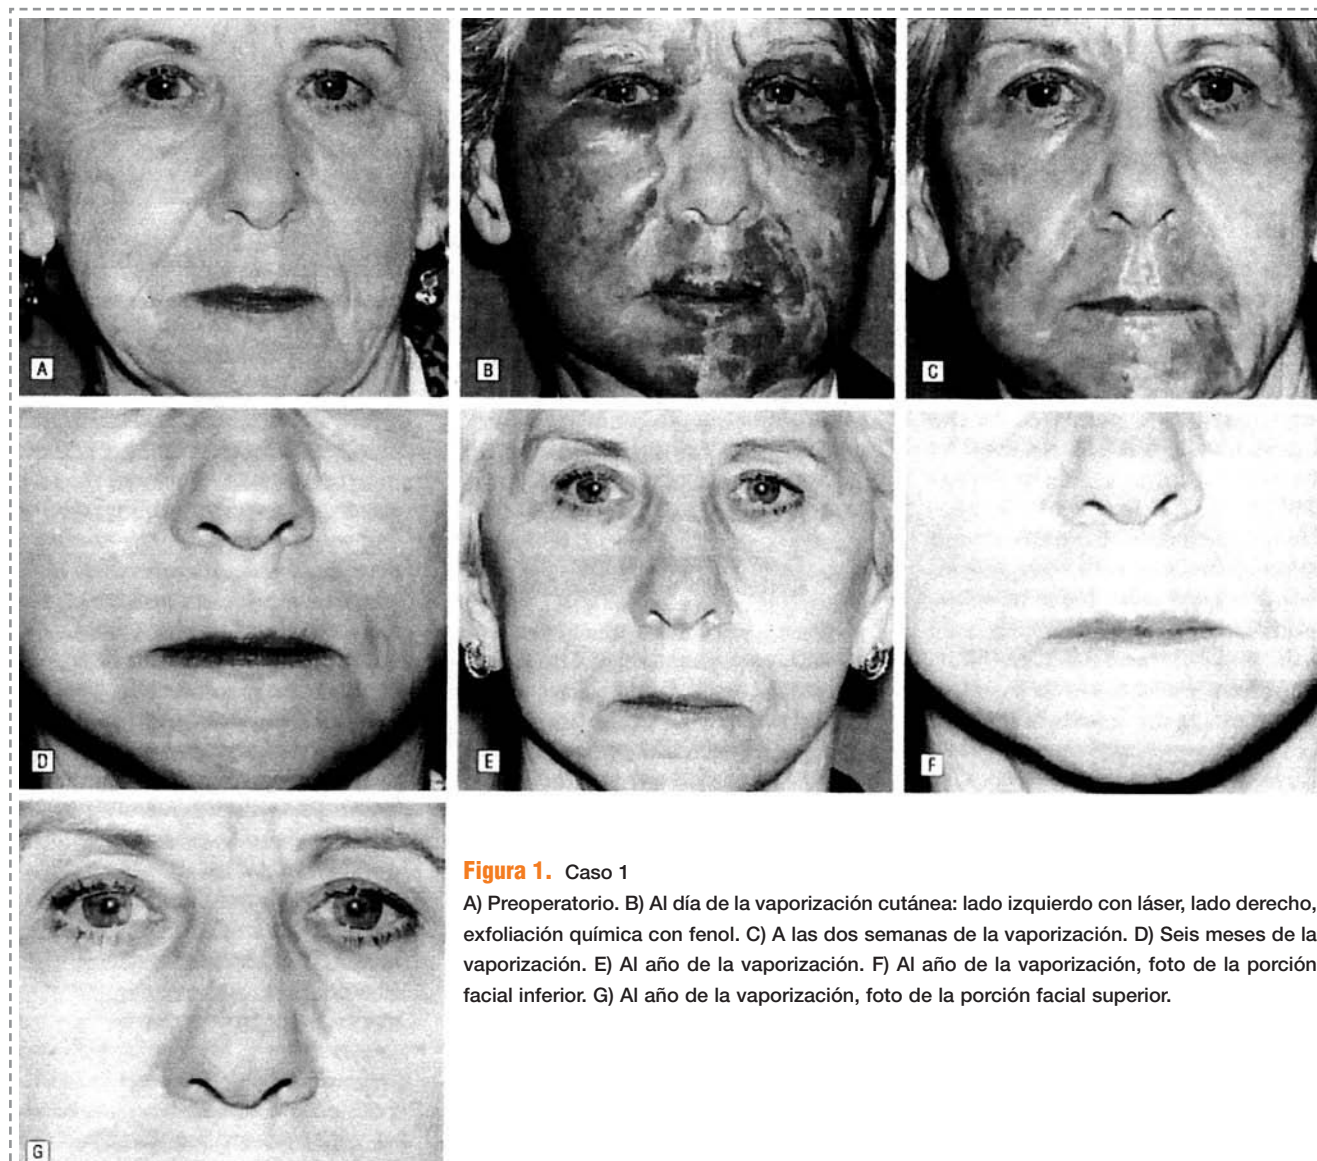 A
B
C
D
E
F
G
Figura 1. Caso 1
A) Preoperatorio. B) Al día de la vaporización cutánea: lado izquierdo con láser, lado derecho,
exfoliación química con fenol. C) A las dos semanas de la vaporización. D) Seis meses de la
vaporización. E) Al año de la vaporización. F) Al año de la vaporización, foto de la porción
facial inferior. G) Al año de la vaporización, foto de la porción facial superior.